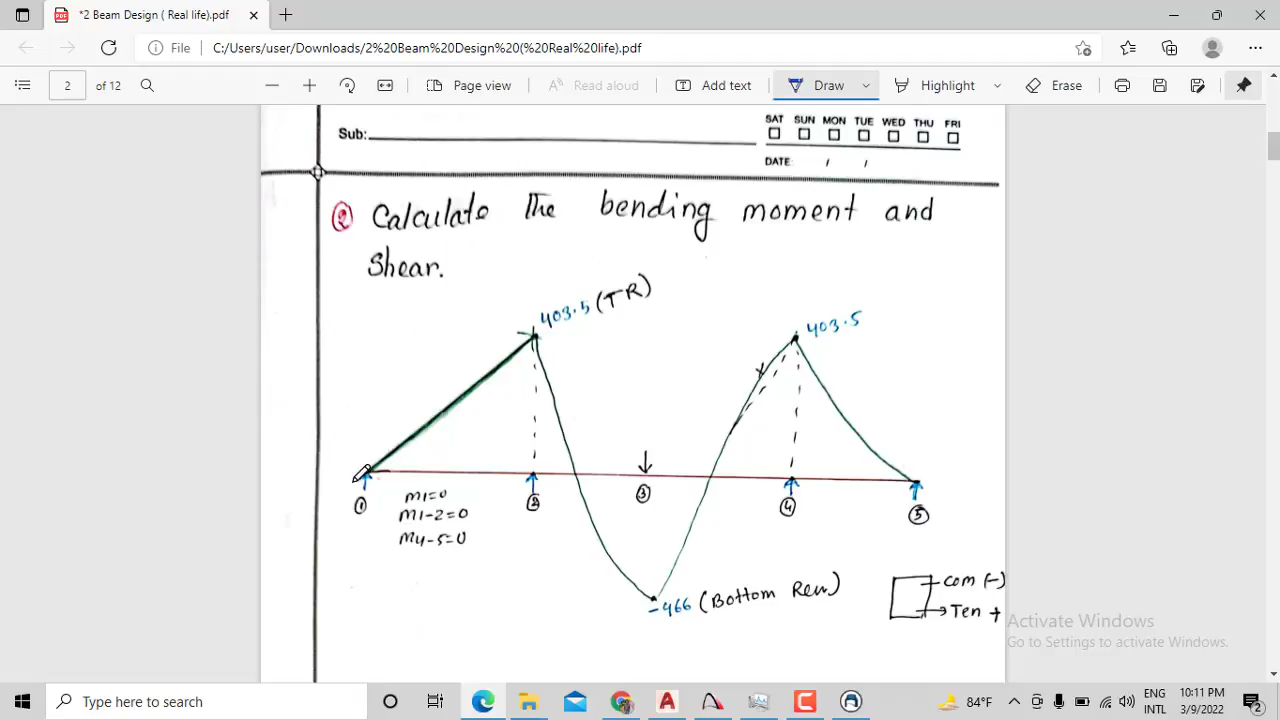 *2 Beam Design ( Real life).pdf
File C:/Users/user/Downloads/2%20Beam%20Design%20(%20Real%20life).pdf
2 of 12 Page view Read aloud Add text Draw Highlight Erase
SAT SUN MON TUE WED THU FRI
Sub:
DATE: / /
Q Calculate The bending moment and
Shear.
403.5 (TR)
403.5
1 2 3 4 5
M1=0
M1-2=0
M4-5=0
-466 (Bottom Ren)
com (-)
Ten +
Activate Windows
Go to Settings to activate Windows.
Type here to search
84°F
ENG
INTL
10:11 PM
3/9/2022
2